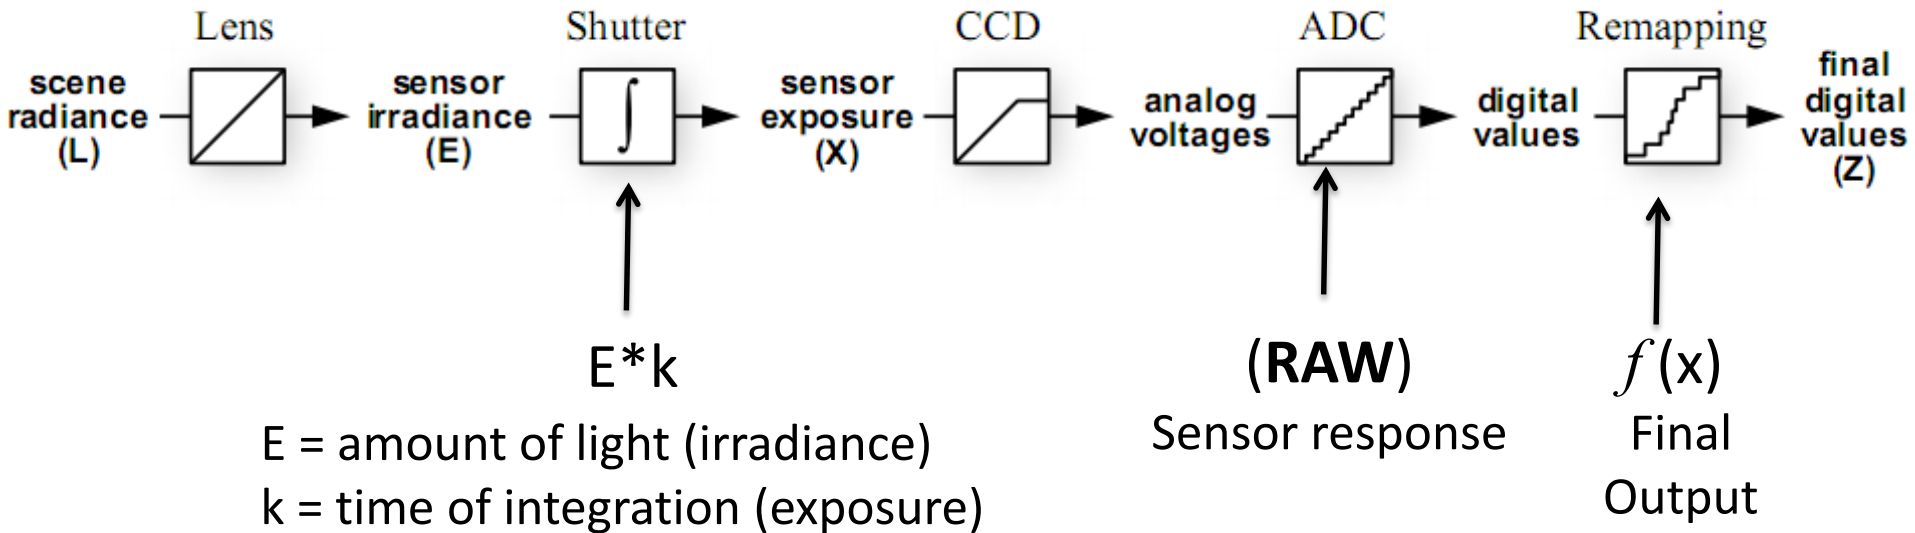 Lens
Shutter
CCD
ADC
Remapping
scene
radiance
(L)
sensor
irradiance
(E)
∫
sensor
exposure
(X)
analog
voltages
digital
values
final
digital
values
(Z)
E*k
E = amount of light (irradiance)
k = time of integration (exposure)
(RAW)
Sensor response
f(x)
Final
Output